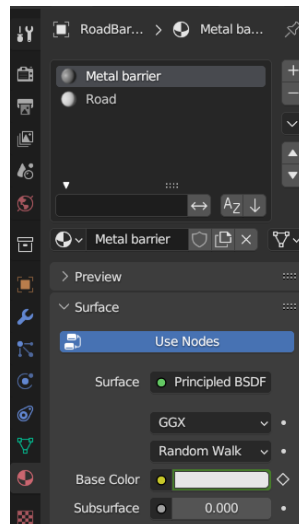 RoadBar... > Metal ba...
Metal barrier
Road
AZ
Metal barrier
Preview
Surface
Use Nodes
Surface Principled BSDF
GGX
Random Walk
Base Color
Subsurface 0.000